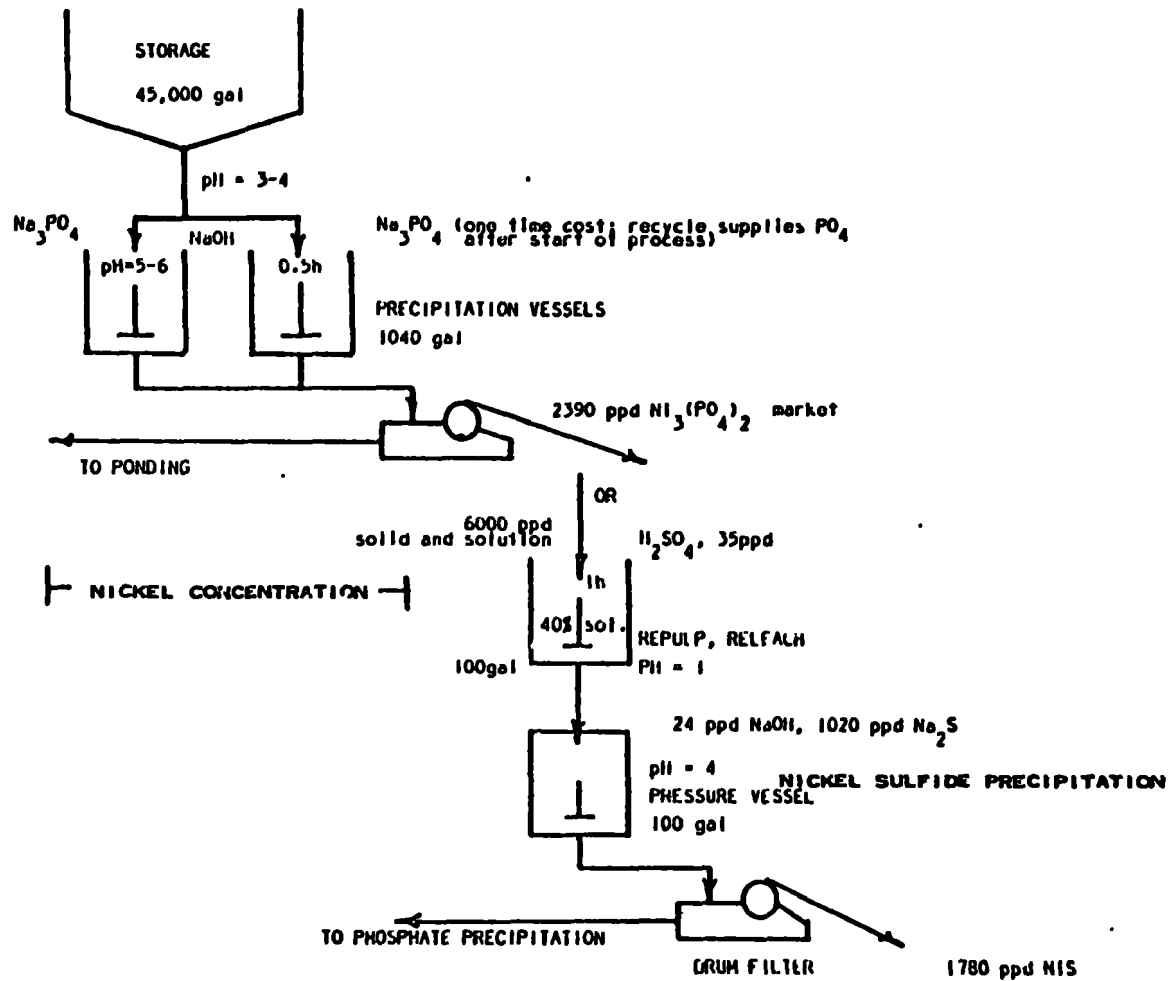 STORAGE
45,000 gal
pH = 3-4
Na3PO4
NaOH
Na3PO4 (one time cost; recycle supplies PO4
after start of process)
pH=5-6
0.5h
PRECIPITATION VESSELS
1040 gal
2390 ppd Ni3(PO4)2 market
TO PONDING
OR
6000 ppd
solid and solution
H2SO4, 35ppd
1h
NICKEL CONCENTRATION
40% sol.
REPULP, RELEACH
100gal
PH = 1
24 ppd NaOH, 1020 ppd Na2S
pH = 4
NICKEL SULFIDE PRECIPITATION
PRESSURE VESSEL
100 gal
TO PHOSPHATE PRECIPITATION
DRUM FILTER
1780 ppd NiS